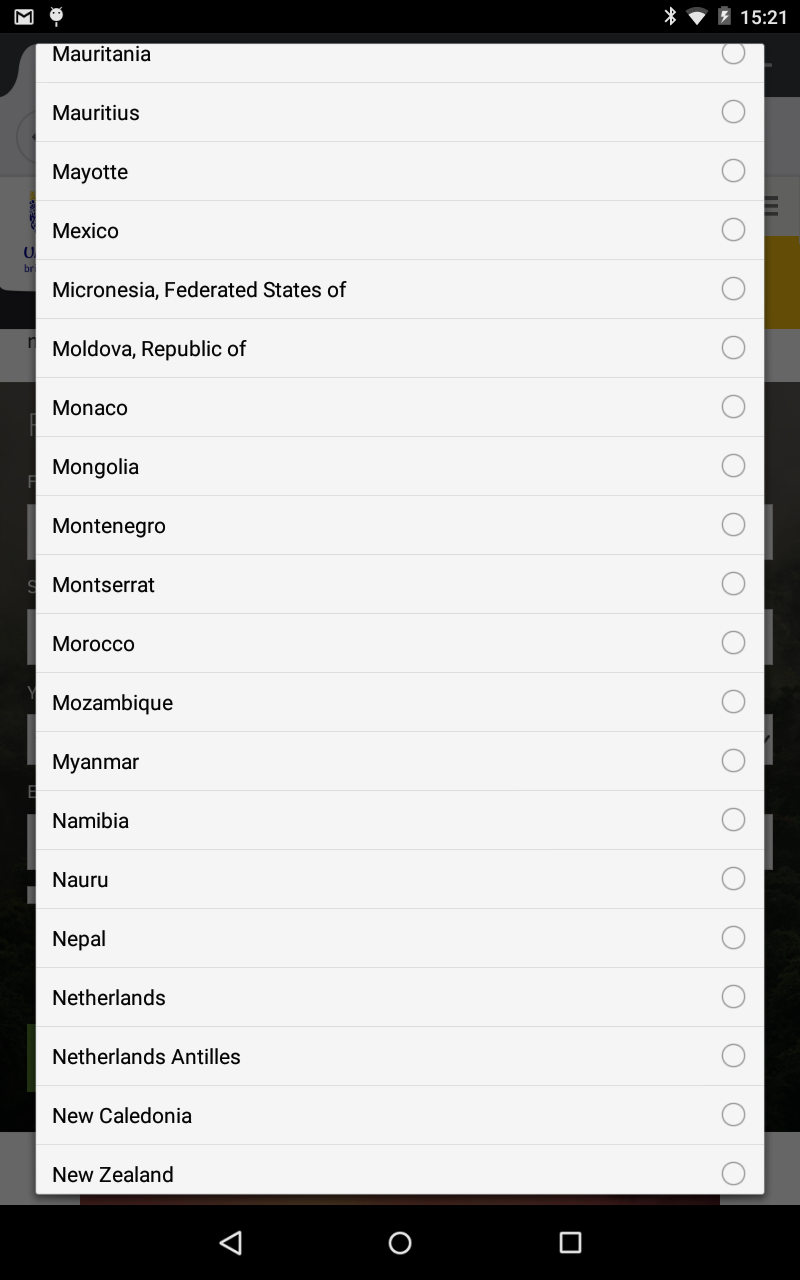 15:21
Mauritania
Mauritius
Mayotte
Mexico
Micronesia, Federated States of
Moldova, Republic of
Monaco
Mongolia
Montenegro
Montserrat
Morocco
Mozambique
Myanmar
Namibia
Nauru
Nepal
Netherlands
Netherlands Antilles
New Caledonia
New Zealand